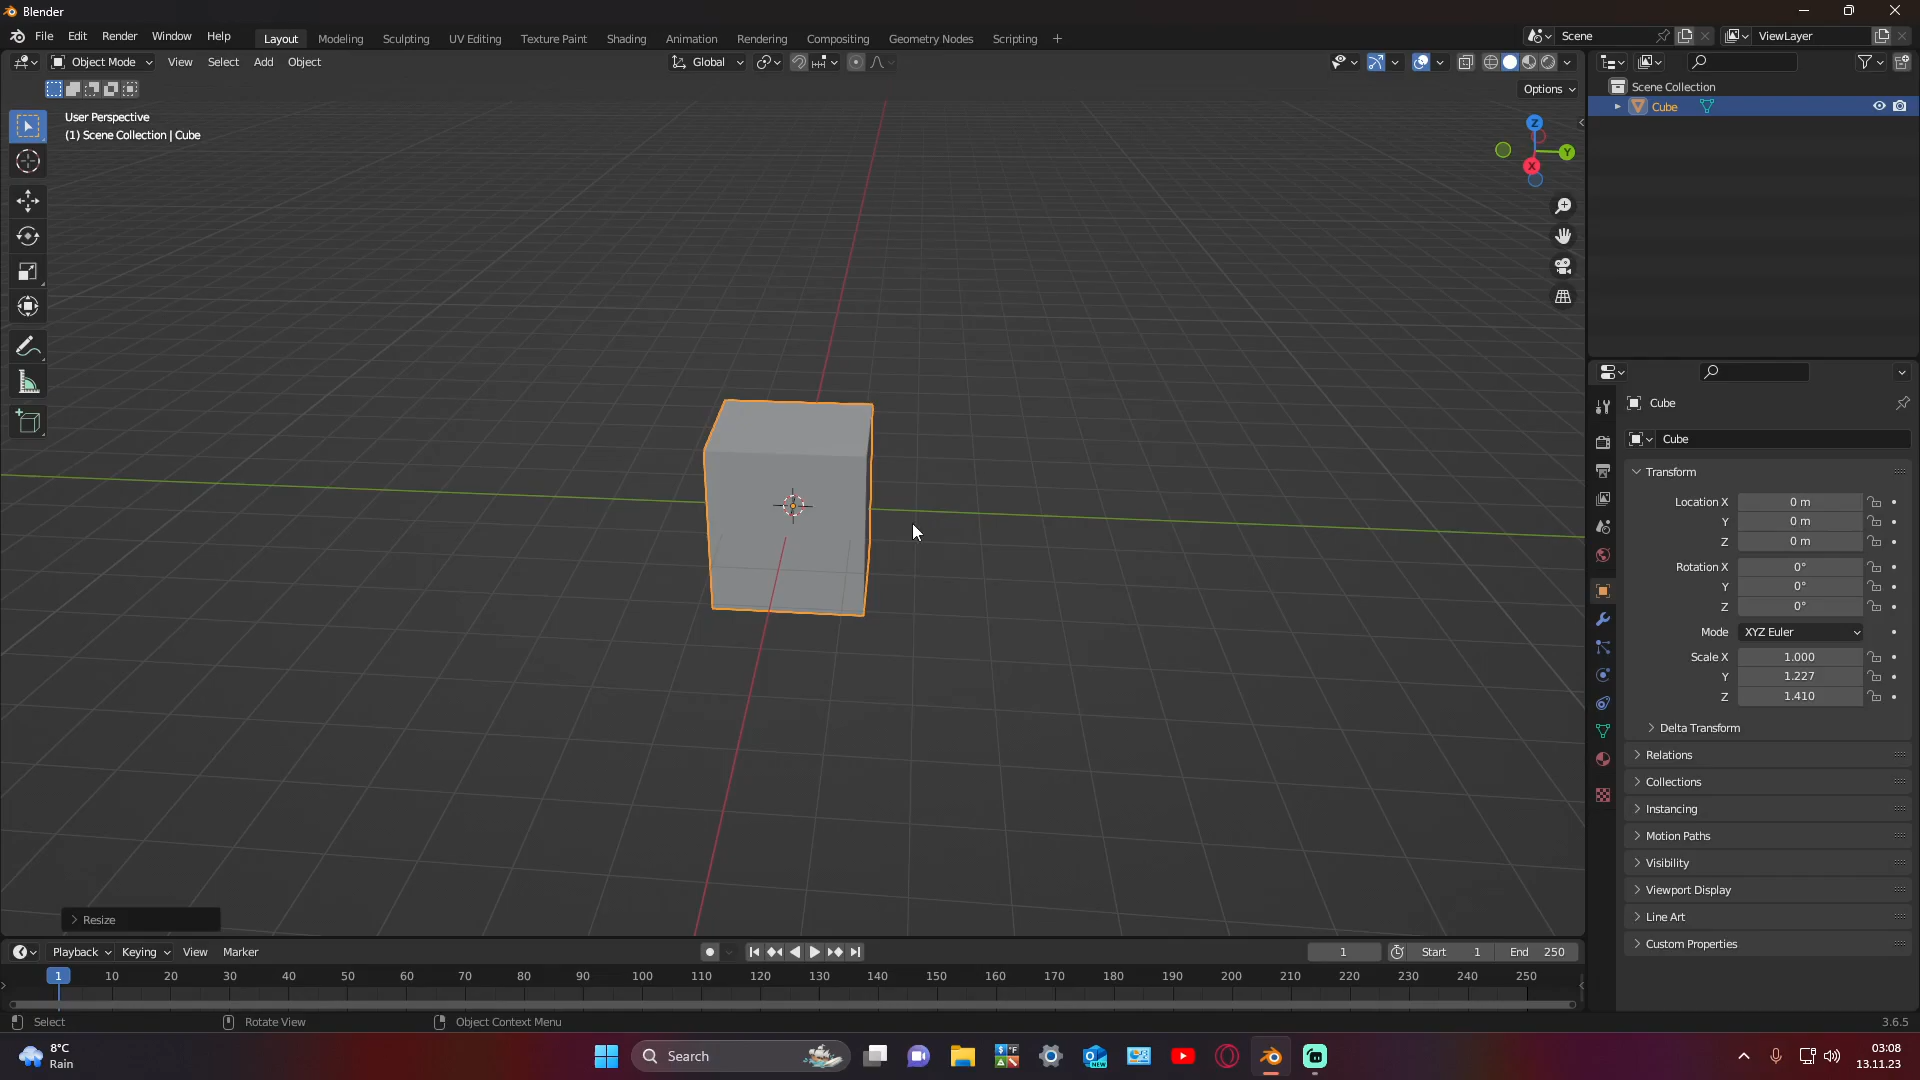 Blender
File Edit Render Window Help
Layout Modeling Sculpting UV Editing Texture Paint Shading Animation Rendering Compositing Geometry Nodes Scripting +
Scene
ViewLayer
Object Mode View Select Add Object
Global
Options
User Perspective
(1) Scene Collection | Cube
Z
Y
X
Scene Collection
Cube
Cube
Cube
Transform
Location X 0 m
Y 0 m
Z 0 m
Rotation X 0°
Y 0°
Z 0°
Mode XYZ Euler
Scale X 1.000
Y 1.227
Z 1.410
Delta Transform
Relations
Collections
Instancing
Motion Paths
Visibility
Viewport Display
Line Art
Custom Properties
Resize
Playback Keying View Marker
1 Start 1 End 250
1 10 20 30 40 50 60 70 80 90 100 110 120 130 140 150 160 170 180 190 200 210 220 230 240 250
Select Rotate View Object Context Menu 3.6.5
8°C
Rain
Search
NEW
03:08
13.11.23